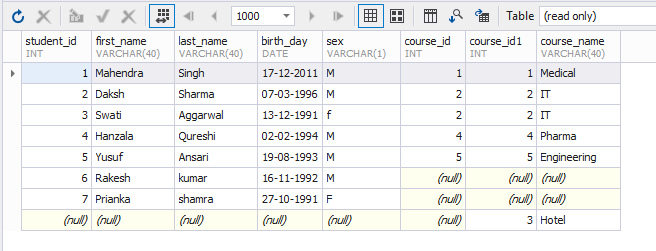 1000 Table (read only)
student_id first_name last_name birth_day sex course_id course_id1 course_name
INT VARCHAR(40) VARCHAR(40) DATE VARCHAR(1) INT INT VARCHAR(40)
1 Mahendra Singh 17-12-2011 M 1 1 Medical
2 Daksh Sharma 07-03-1996 M 2 2 IT
3 Swati Aggarwal 13-12-1991 f 2 2 IT
4 Hanzala Qureshi 02-02-1994 M 4 4 Pharma
5 Yusuf Ansari 19-08-1993 M 5 5 Engineering
6 Rakesh kumar 16-11-1992 M (null) (null) (null)
7 Prianka shamra 27-10-1991 F (null) (null) (null)
(null) (null) (null) (null) (null) (null) 3 Hotel